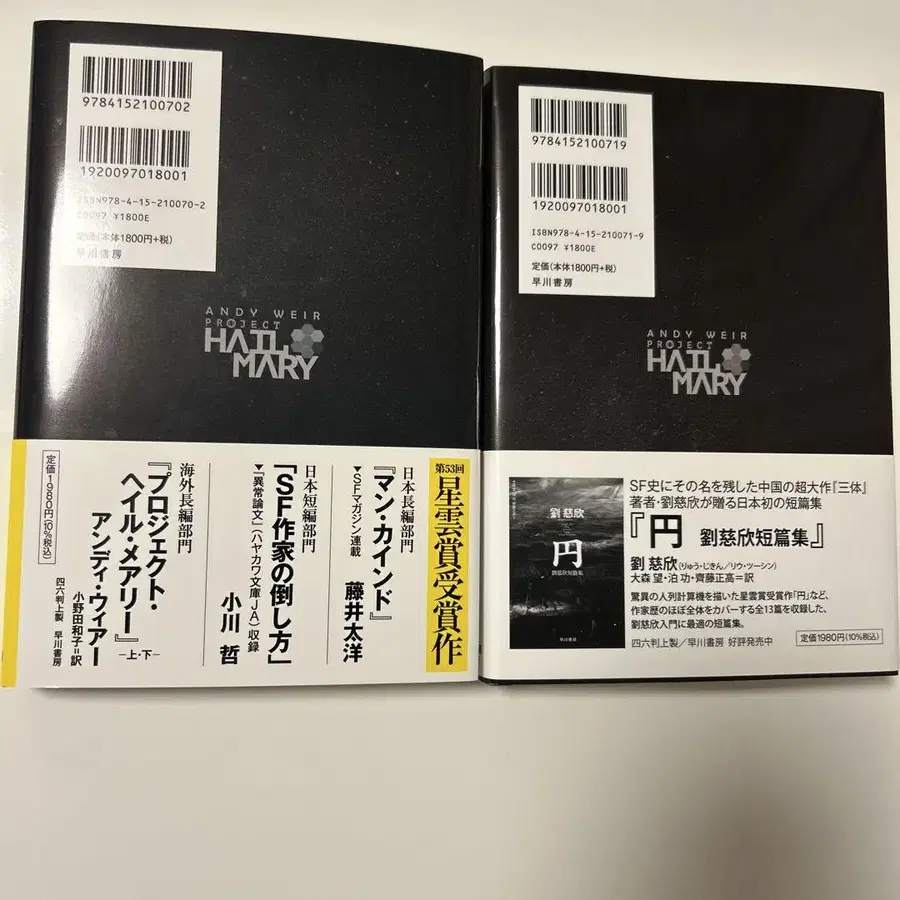 9784152100702
1920097018001
ISBN978-4-15-210070-2
C0097 ¥1800E
定価(本体1800円+税)
早川書房
ANDY WEIR
PROJECT
HAIL
MARY
第53回
星雲賞受賞作
日本長編部門
『マン・カインド』 藤井太洋
▼SFマガジン連載
日本短編部門
「SF作家の倒し方」 小川 哲
▼『異常論文』(ハヤカワ文庫JA)収録
海外長編部門
『プロジェクト・
ヘイル・メアリー』 –上・下–
アンディ・ウィアー
小野田和子=訳
四六判上製 早川書房
定価1980円(10%税込)
9784152100719
1920097018001
ISBN978-4-15-210071-9
C0097 ¥1800E
定価(本体1800円+税)
早川書房
ANDY WEIR
PROJECT
HAIL
MARY
劉慈欣
円
劉慈欣短篇集
早川書房
SF史にその名を残した中国の超大作『三体』
著者・劉慈欣が贈る日本初の短篇集
『円 劉慈欣短篇集』
劉 慈欣(りゅう・じきん/リウ・ツーシン)
大森 望・泊 功・齊藤正高=訳
驚異の人列計算機を描いた星雲賞受賞作「円」など、
作家歴のほぼ全体をカバーする全13篇を収録した、
劉慈欣入門に最適の短篇集。
四六判上製/早川書房 好評発売中
定価1980円(10%税込)